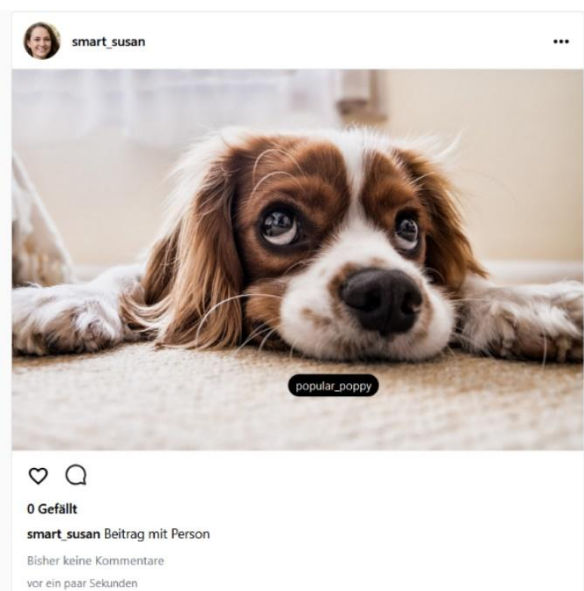 smart_susan
popular_poppy
0 Gefällt
smart_susan Beitrag mit Person
Bisher keine Kommentare
vor ein paar Sekunden